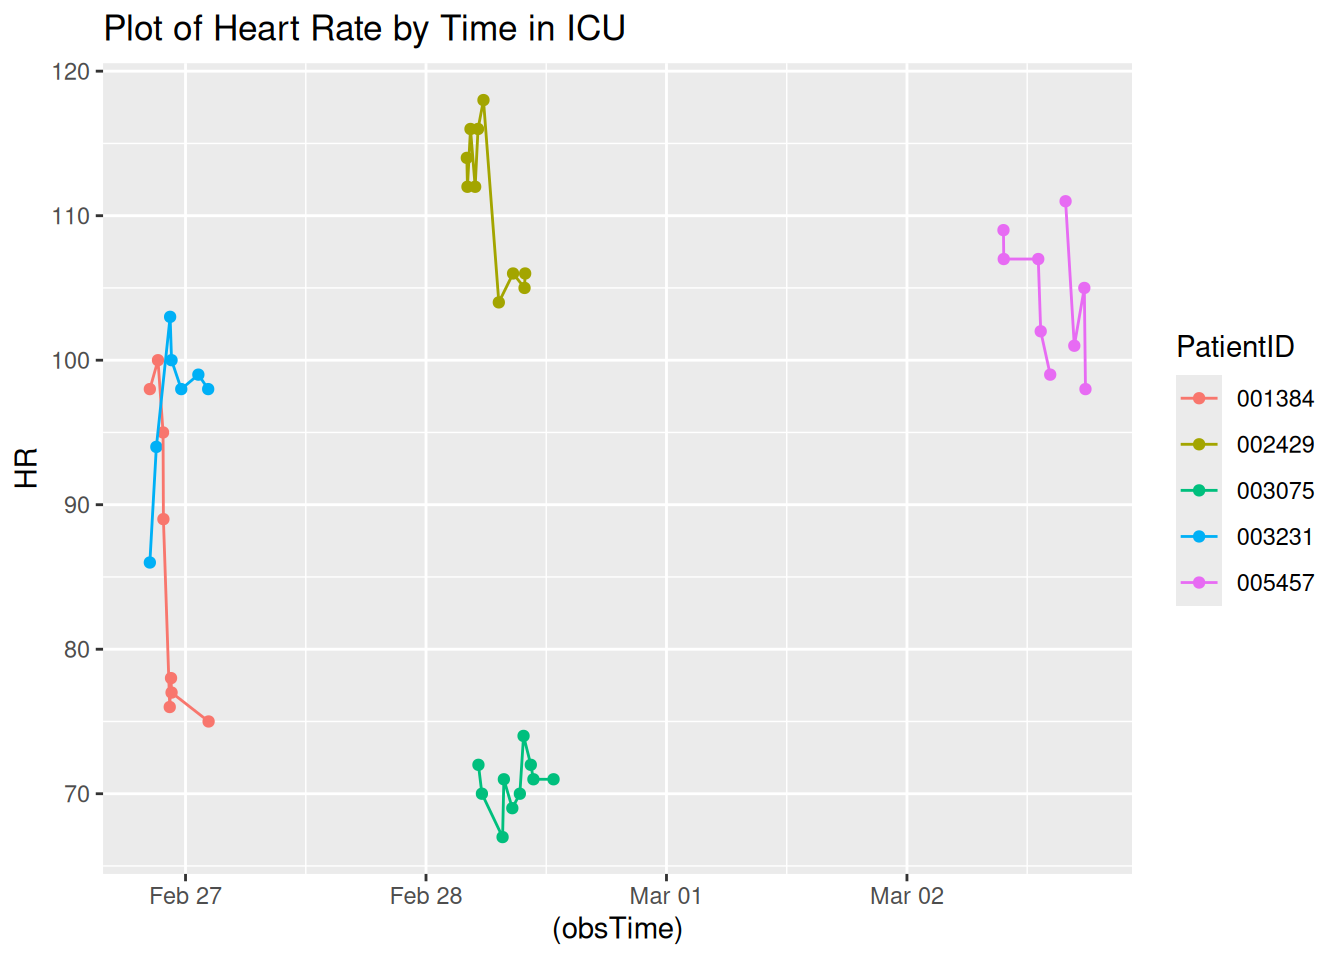 Plot of Heart Rate by Time in ICU
120
110
100
90
80
70
HR
Feb 27
Feb 28
Mar 01
Mar 02
(obsTime)
PatientID
001384
002429
003075
003231
005457